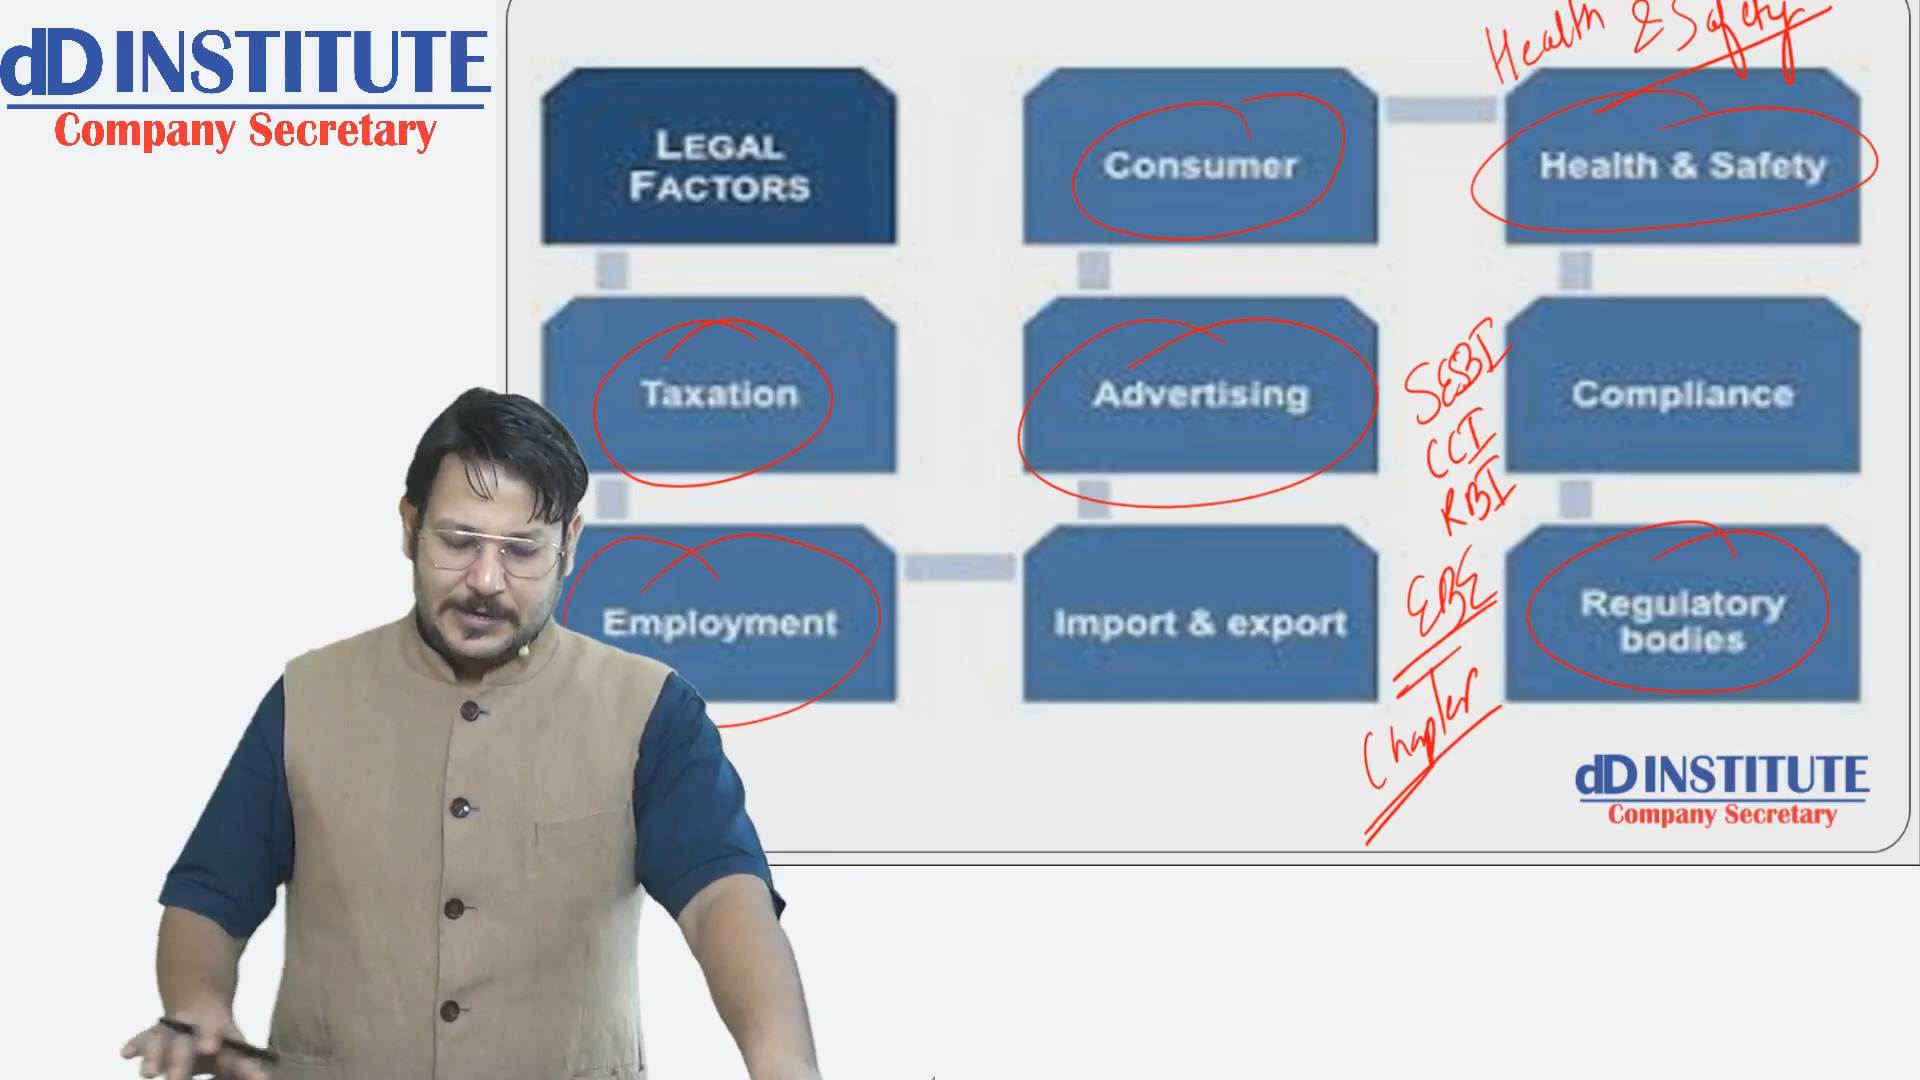 dD INSTITUTE
Company Secretary
Health & Safety
LEGAL
FACTORS
Consumer
Health & Safety
Taxation
Advertising
SEBI
CCI
RBI
Compliance
Employment
Import & export
EBE
Chapter
Regulatory
bodies
dD INSTITUTE
Company Secretary